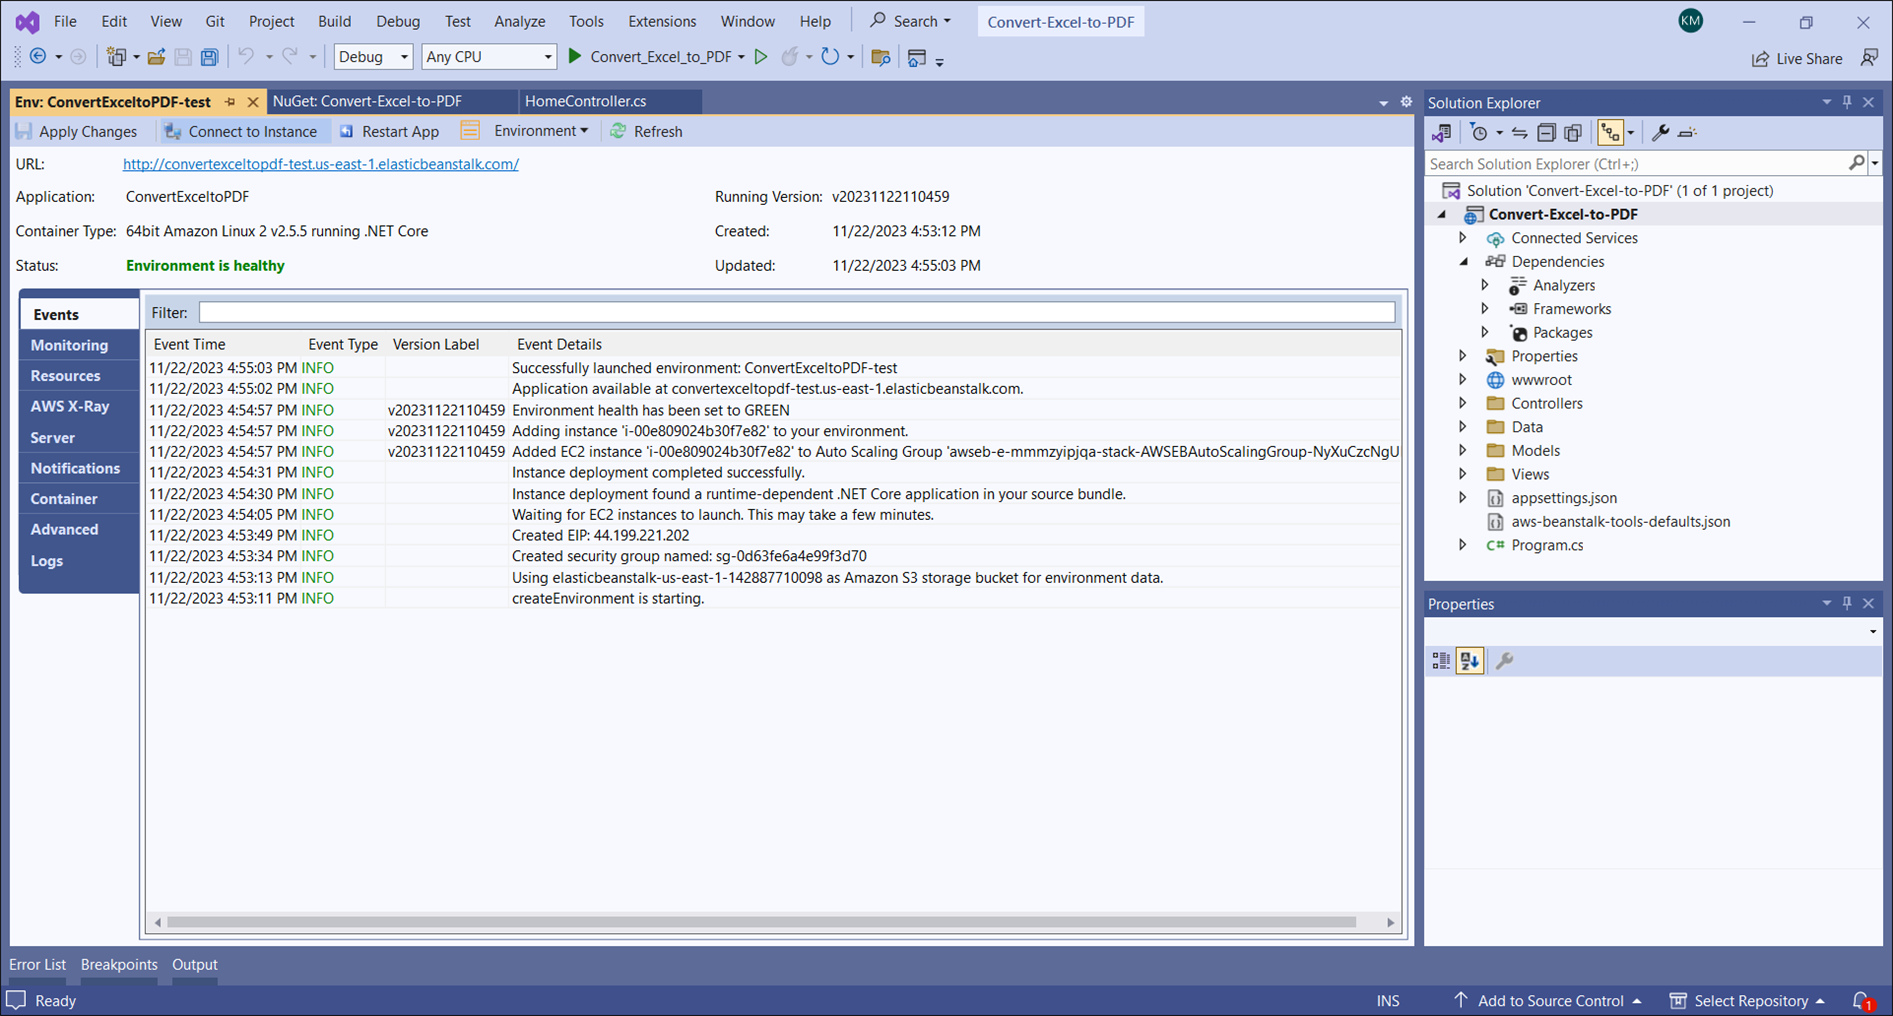 File Edit View Git Project Build Debug Test Analyze Tools Extensions Window Help Search Convert-Excel-to-PDF KM
Debug Any CPU Convert_Excel_to_PDF Live Share
Env: ConvertExceltoPDF-test NuGet: Convert-Excel-to-PDF HomeController.cs
Apply Changes Connect to Instance Restart App Environment Refresh
URL: http://convertexceltopdf-test.us-east-1.elasticbeanstalk.com/
Application: ConvertExceltoPDF Running Version: v20231122110459
Container Type: 64bit Amazon Linux 2 v2.5.5 running .NET Core Created: 11/22/2023 4:53:12 PM
Status: Environment is healthy Updated: 11/22/2023 4:55:03 PM
Events
Monitoring
Resources
AWS X-Ray
Server
Notifications
Container
Advanced
Logs
Filter:
Event Time Event Type Version Label Event Details
11/22/2023 4:55:03 PM INFO Successfully launched environment: ConvertExceltoPDF-test
11/22/2023 4:55:02 PM INFO Application available at convertexceltopdf-test.us-east-1.elasticbeanstalk.com.
11/22/2023 4:54:57 PM INFO v20231122110459 Environment health has been set to GREEN
11/22/2023 4:54:57 PM INFO v20231122110459 Adding instance 'i-00e809024b30f7e82' to your environment.
11/22/2023 4:54:57 PM INFO v20231122110459 Added EC2 instance 'i-00e809024b30f7e82' to Auto Scaling Group 'awseb-e-mmmzyipjqa-stack-AWSEBAutoScalingGroup-NyXuCzcNgU
11/22/2023 4:54:31 PM INFO Instance deployment completed successfully.
11/22/2023 4:54:30 PM INFO Instance deployment found a runtime-dependent .NET Core application in your source bundle.
11/22/2023 4:54:05 PM INFO Waiting for EC2 instances to launch. This may take a few minutes.
11/22/2023 4:53:49 PM INFO Created EIP: 44.199.221.202
11/22/2023 4:53:34 PM INFO Created security group named: sg-0d63fe6a4e99f3d70
11/22/2023 4:53:13 PM INFO Using elasticbeanstalk-us-east-1-142887710098 as Amazon S3 storage bucket for environment data.
11/22/2023 4:53:11 PM INFO createEnvironment is starting.
Solution Explorer
Search Solution Explorer (Ctrl+;)
Solution 'Convert-Excel-to-PDF' (1 of 1 project)
Convert-Excel-to-PDF
Connected Services
Dependencies
Analyzers
Frameworks
Packages
Properties
wwwroot
Controllers
Data
Models
Views
appsettings.json
aws-beanstalk-tools-defaults.json
C# Program.cs
Properties
Error List Breakpoints Output
Ready INS Add to Source Control Select Repository 1